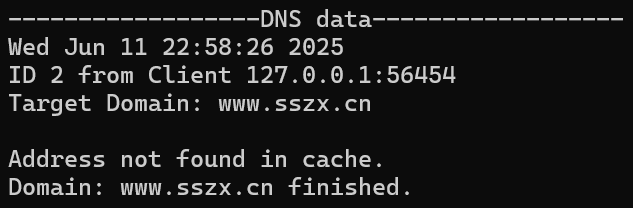 ------------------DNS data------------------
Wed Jun 11 22:58:26 2025
ID 2 from Client 127.0.0.1:56454
Target Domain: www.sszx.cn
Address not found in cache.
Domain: www.sszx.cn finished.